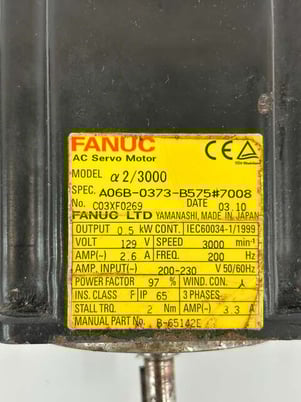 FANUC
AC Servo Motor
MODEL α2/3000
SPEC. A06B-0373-B575#7008
No. C03XF0269 DATE 03.10
FANUC LTD YAMANASHI, MADE IN JAPAN
OUTPUT 0.5 kW CONT. IEC60034-1/1999
VOLT 129 V SPEED 3000 min⁻¹
AMP(~) 2.6 A FREQ. 200 Hz
AMP. INPUT(~) 200-230 V 50/60Hz
POWER FACTOR 97 % WIND. CON. Y
INS. CLASS F IP 65 3 PHASES
STALL TRQ. 2 Nm AMP(~) 3.3 A
MANUAL PART No. B-65142E